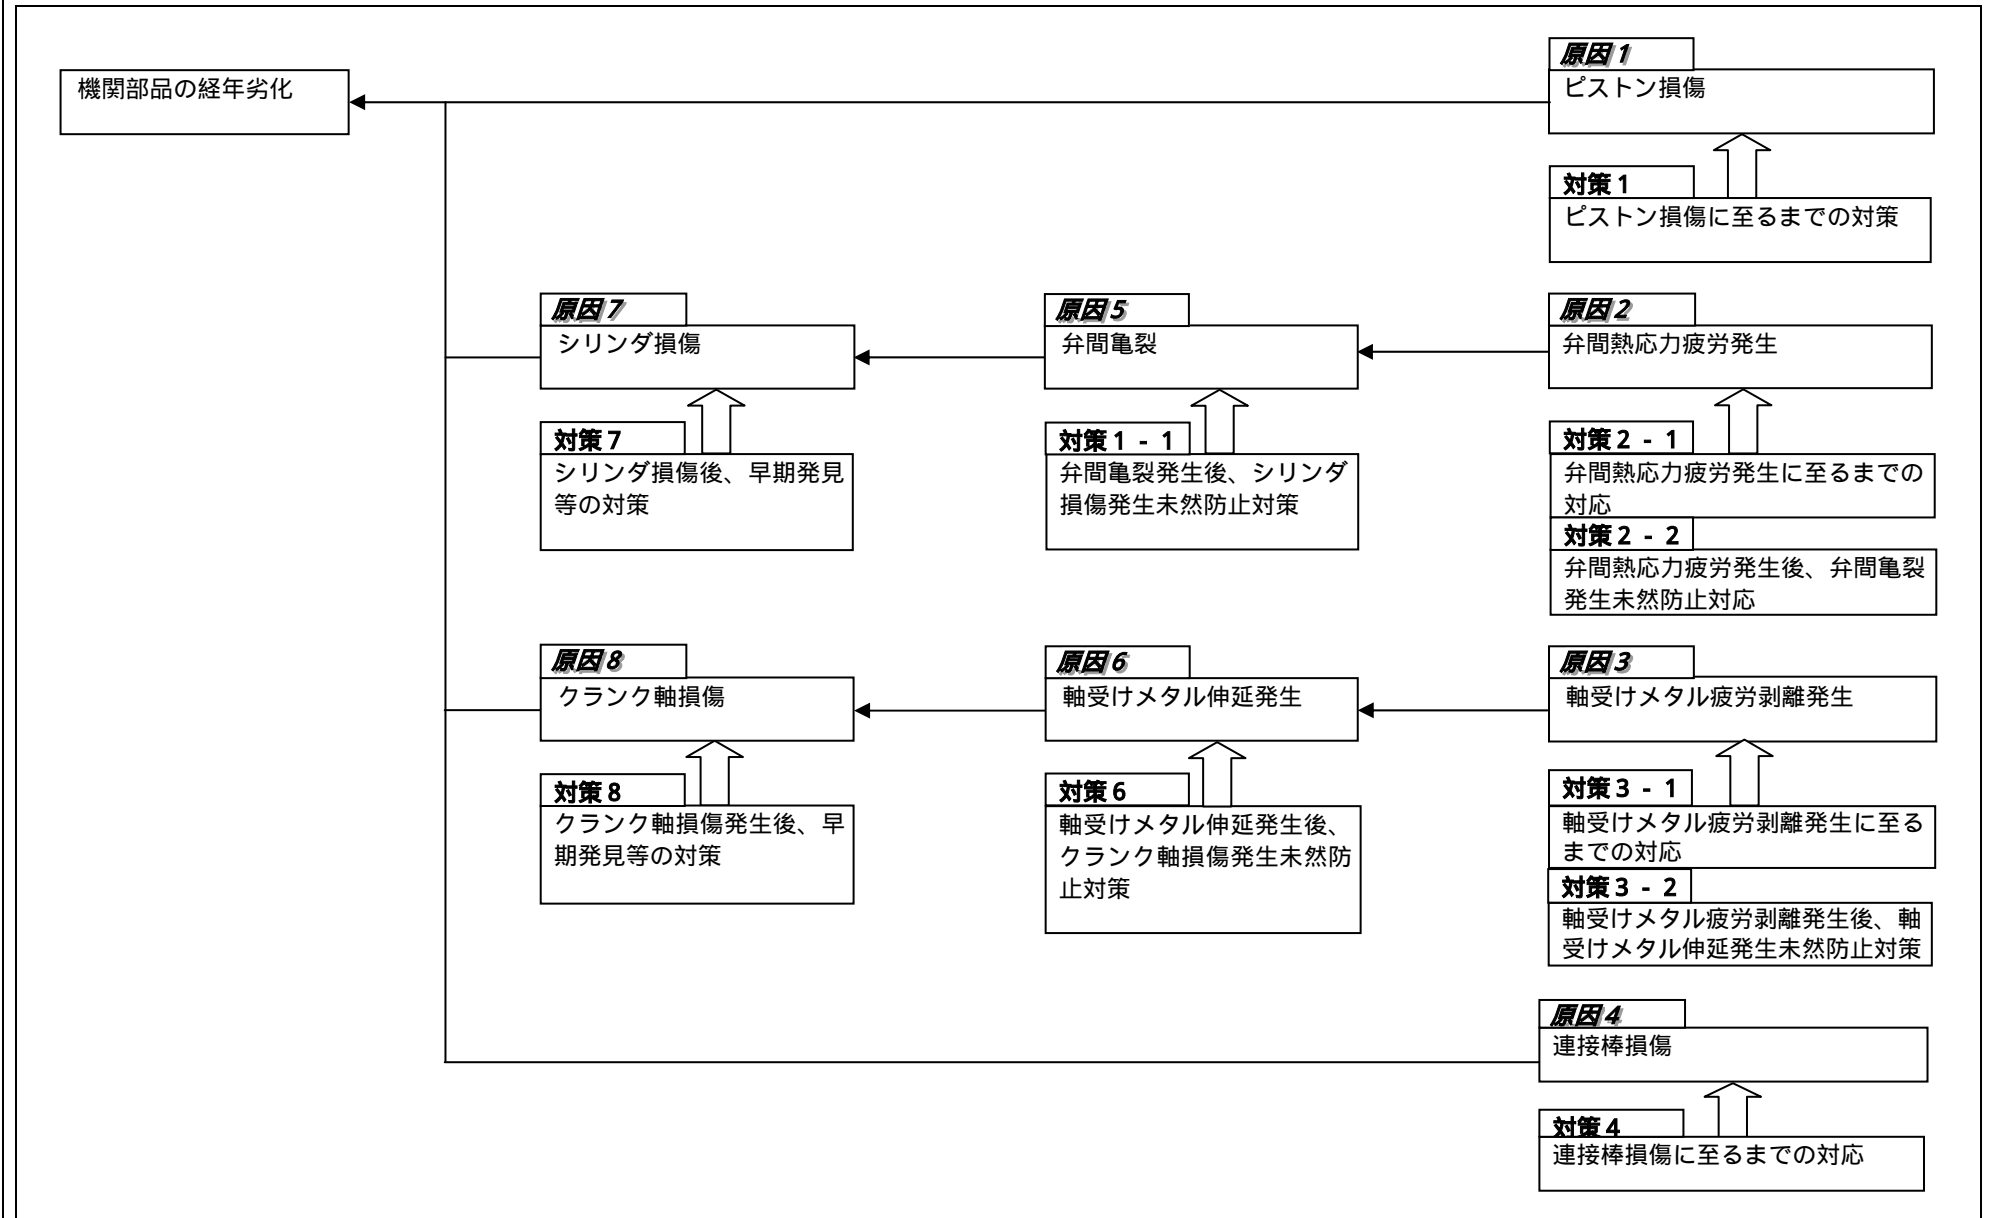 機関部品の経年劣化
原因1
ピストン損傷
対策1
ピストン損傷に至るまでの対策
原因7
シリンダ損傷
対策7
シリンダ損傷後、早期発見
等の対策
原因5
弁間亀裂
対策1 - 1
弁間亀裂発生後、シリンダ
損傷発生未然防止対策
原因2
弁間熱応力疲労発生
対策2 - 1
弁間熱応力疲労発生に至るまでの
対応
対策2 - 2
弁間熱応力疲労発生後、弁間亀裂
発生未然防止対応
原因8
クランク軸損傷
対策8
クランク軸損傷発生後、早
期発見等の対策
原因6
軸受けメタル伸延発生
対策6
軸受けメタル伸延発生後、
クランク軸損傷発生未然防
止対策
原因3
軸受けメタル疲労剥離発生
対策3 - 1
軸受けメタル疲労剥離発生に至る
までの対応
対策3 - 2
軸受けメタル疲労剥離発生後、軸
受けメタル伸延発生未然防止対策
原因4
連接棒損傷
対策4
連接棒損傷に至るまでの対応